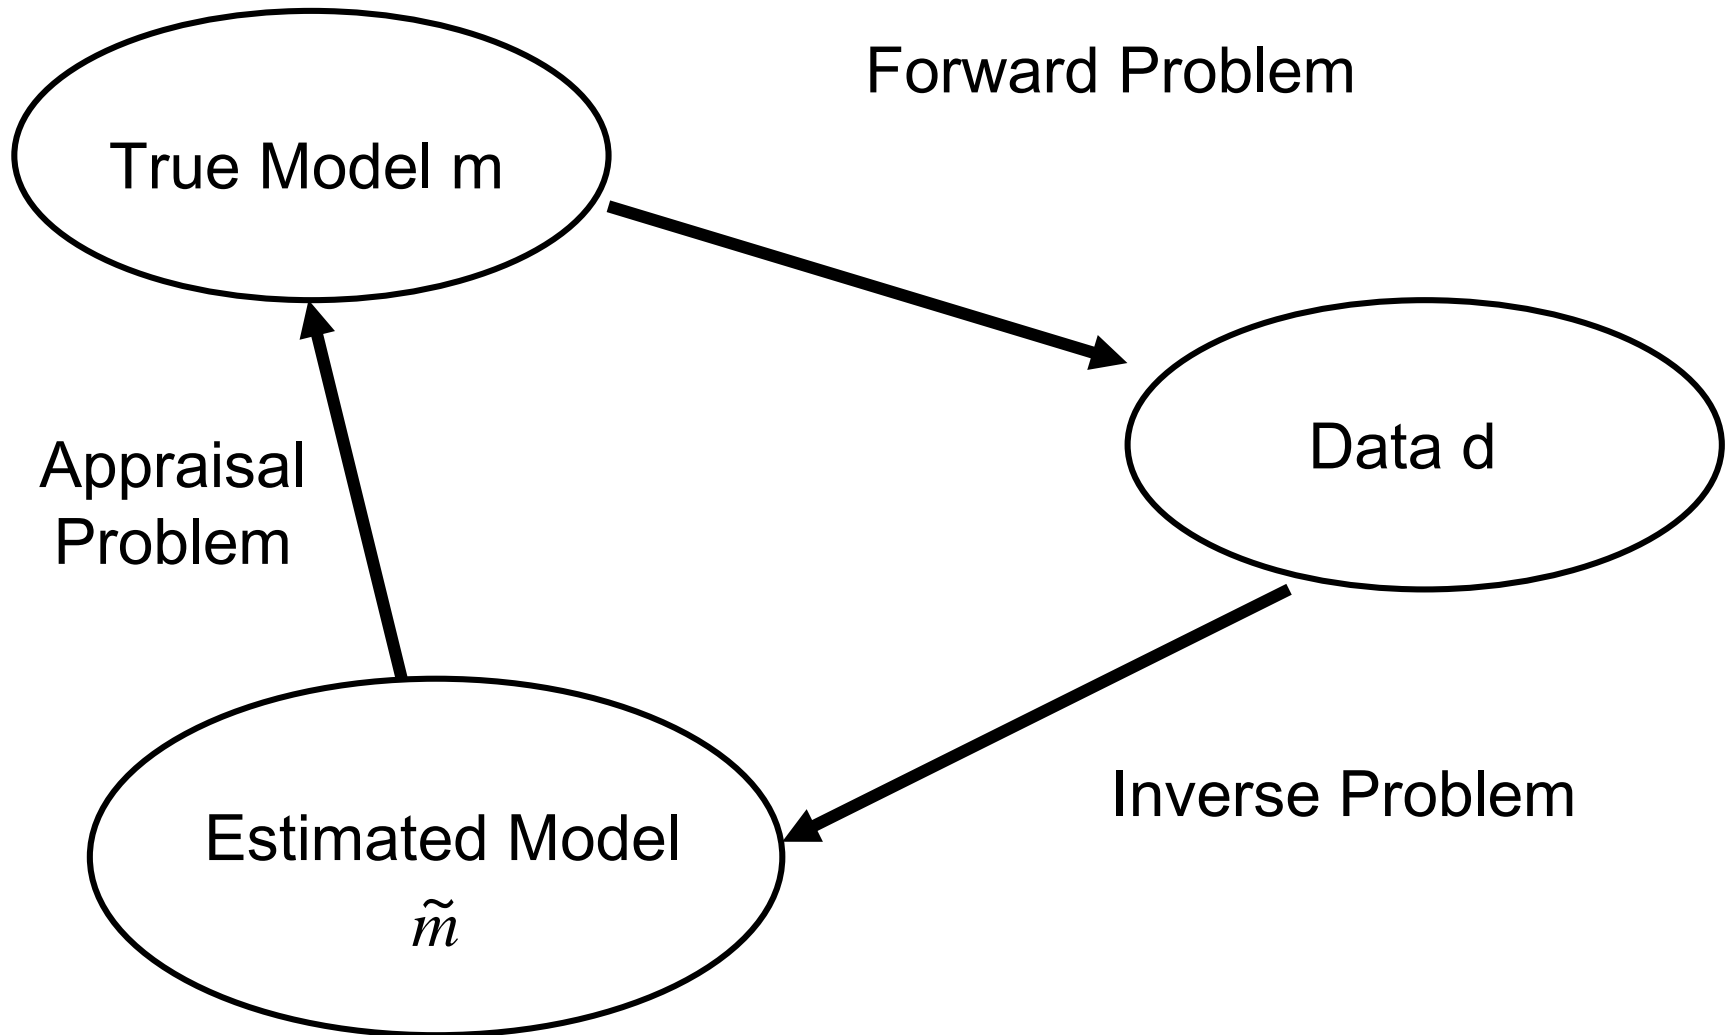 Forward Problem
True Model m
Data d
Appraisal
Problem
Inverse Problem
Estimated Model
m̃